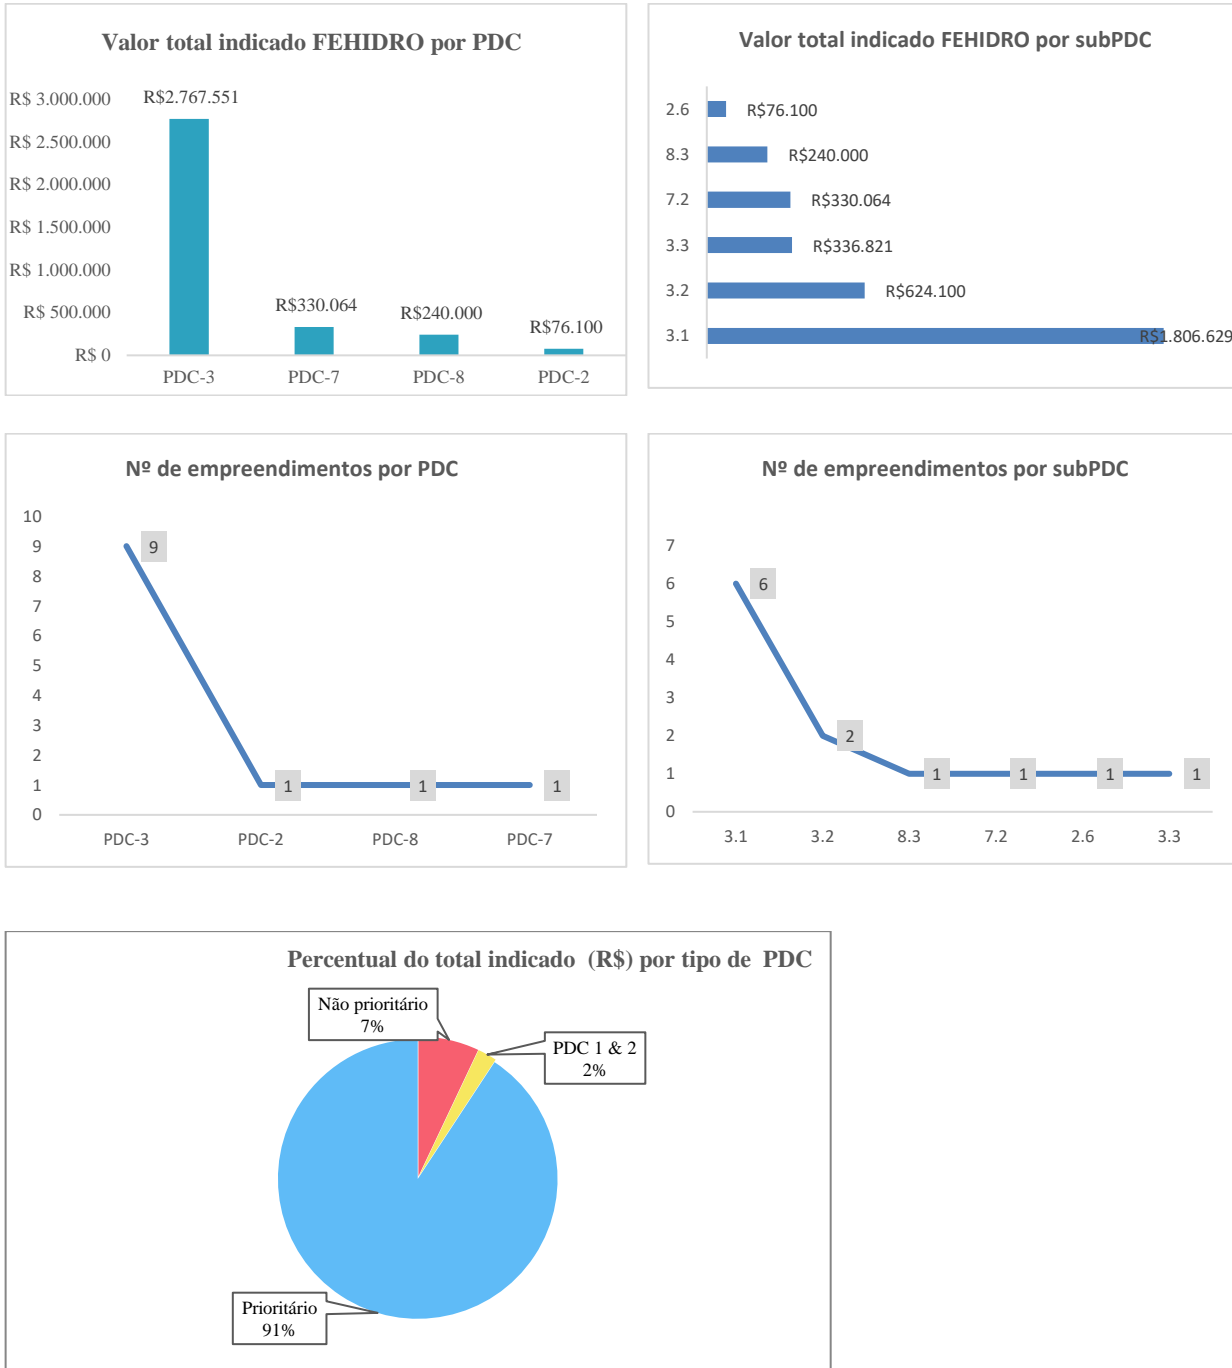 Valor total indicado FEHIDRO por PDC
R$ 3.000.000
R$ 2.500.000
R$ 2.000.000
R$ 1.500.000
R$ 1.000.000
R$ 500.000
R$ 0
R$2.767.551
R$330.064
R$240.000
R$76.100
PDC-3 PDC-7 PDC-8 PDC-2
Valor total indicado FEHIDRO por subPDC
2.6 R$76.100
8.3 R$240.000
7.2 R$330.064
3.3 R$336.821
3.2 R$624.100
3.1 R$1.806.629
Nº de empreendimentos por PDC
10
9
8
7
6
5
4
3
2
1
0
9
1
1
1
PDC-3 PDC-2 PDC-8 PDC-7
Nº de empreendimentos por subPDC
7
6
5
4
3
2
1
0
6
2
1
1
1
1
3.1 3.2 8.3 7.2 2.6 3.3
Percentual do total indicado (R$) por tipo de PDC
Não prioritário
7%
PDC 1 & 2
2%
Prioritário
91%